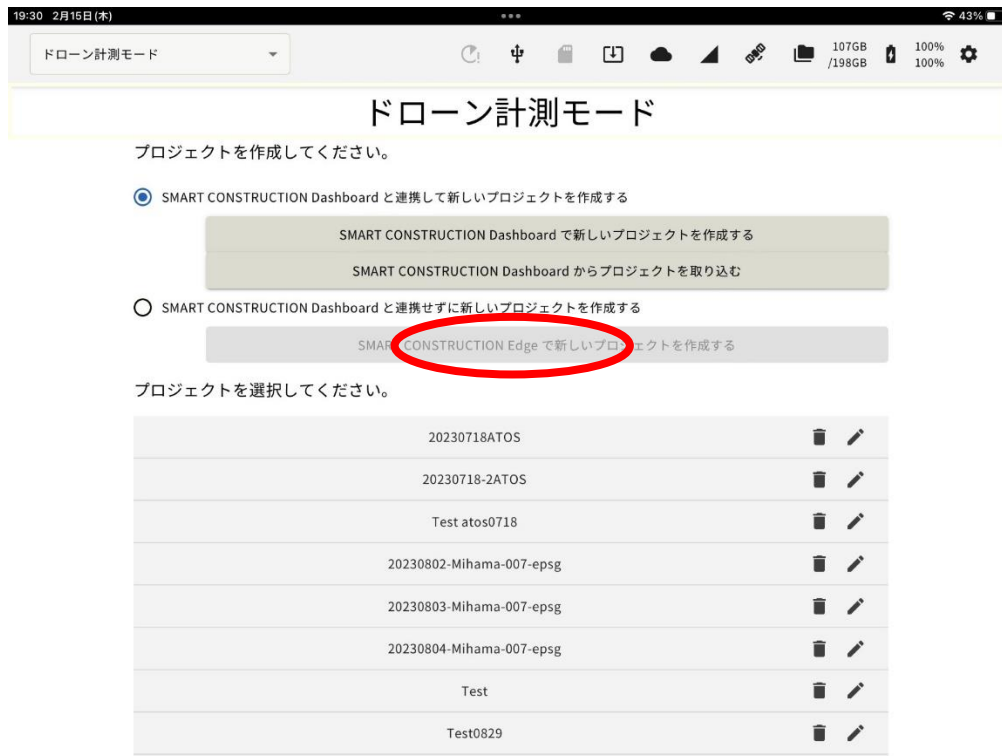 19:30 2月15日(木)
43%
ドローン計測モード
107GB
/198GB
100%
100%
ドローン計測モード
プロジェクトを作成してください。
SMART CONSTRUCTION Dashboard と連携して新しいプロジェクトを作成する
SMART CONSTRUCTION Dashboard で新しいプロジェクトを作成する
SMART CONSTRUCTION Dashboard からプロジェクトを取り込む
SMART CONSTRUCTION Dashboard と連携せずに新しいプロジェクトを作成する
SMART CONSTRUCTION Edge で新しいプロジェクトを作成する
プロジェクトを選択してください。
20230718ATOS
20230718-2ATOS
Test atos0718
20230802-Mihama-007-epsg
20230803-Mihama-007-epsg
20230804-Mihama-007-epsg
Test
Test0829